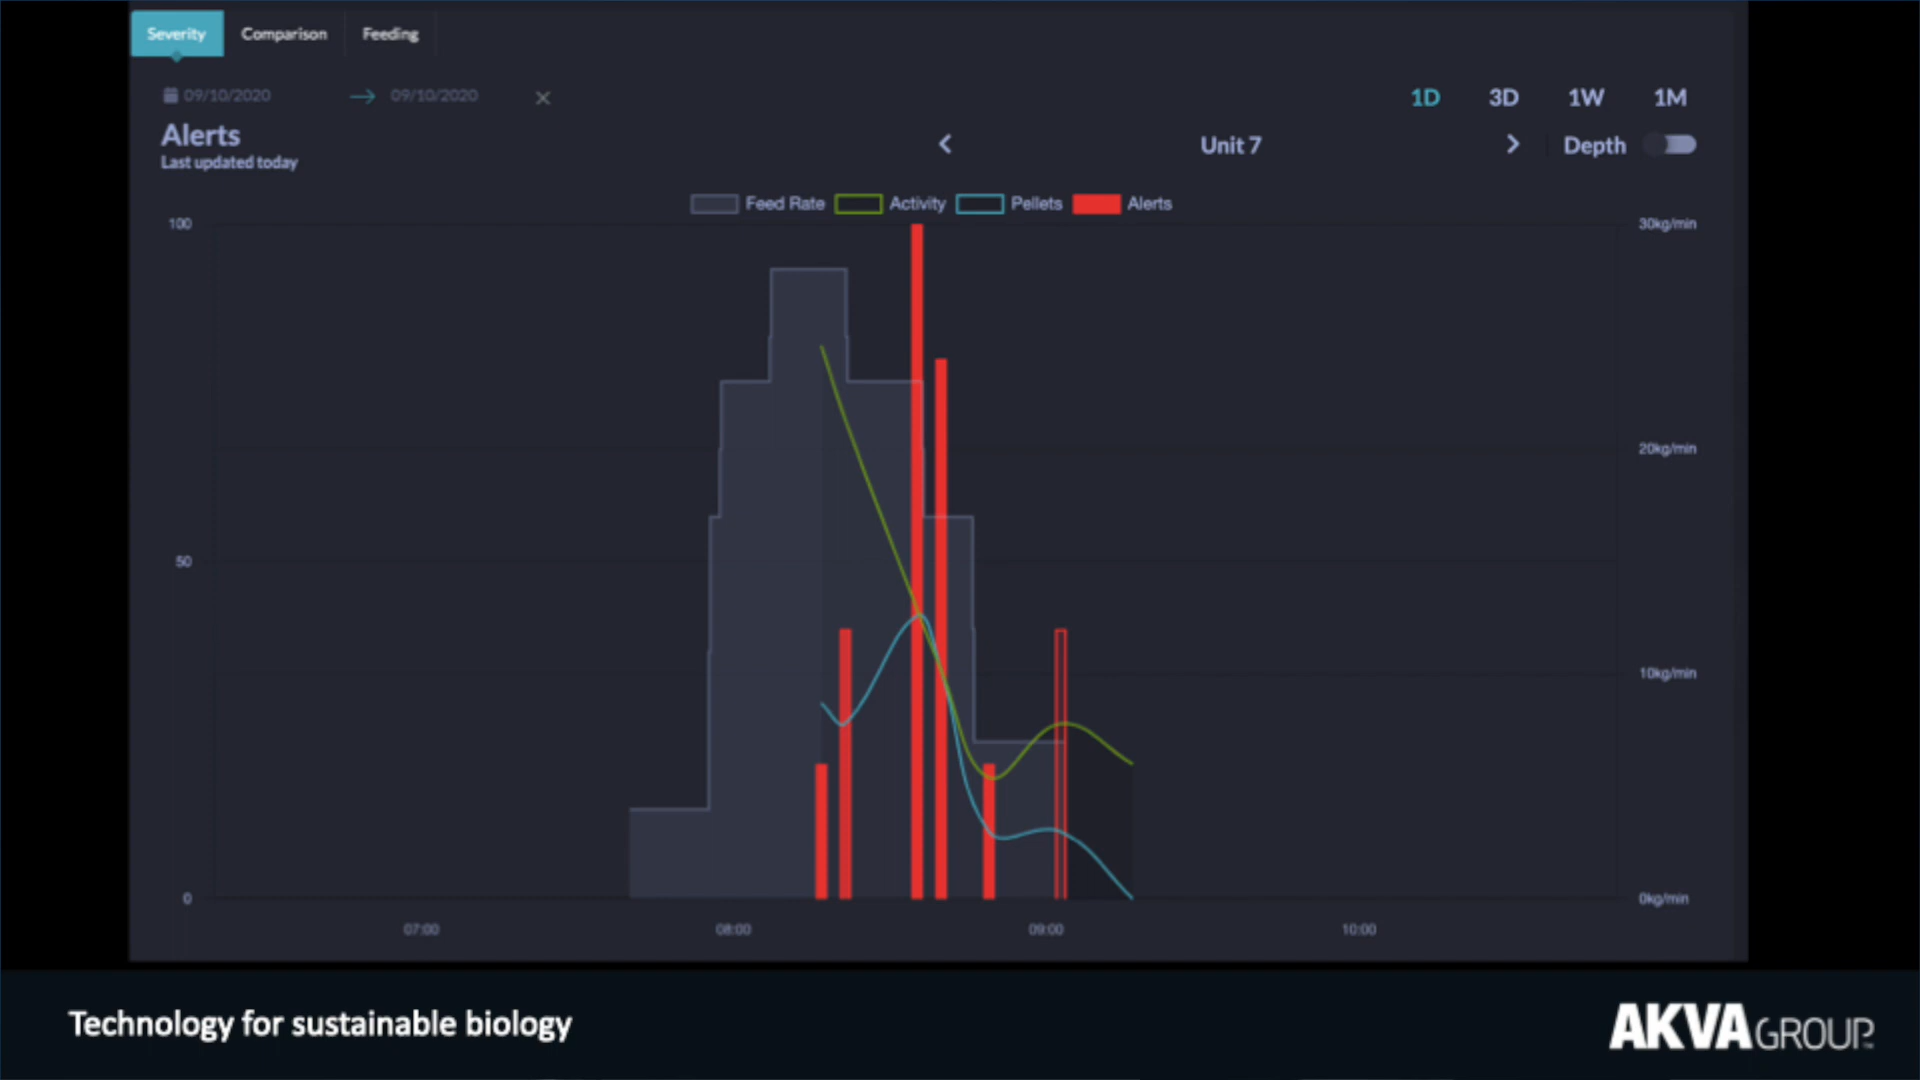 Severity Comparison Feeding
09/10/2020 → 09/10/2020 ×
1D 3D 1W 1M
Alerts
Last updated today
< Unit 7 > Depth
Feed Rate Activity Pellets Alerts
100 30kg/min
20kg/min
50
10kg/min
0 0kg/min
07:00 08:00 09:00 10:00
Technology for sustainable biology
AKVA GROUP™